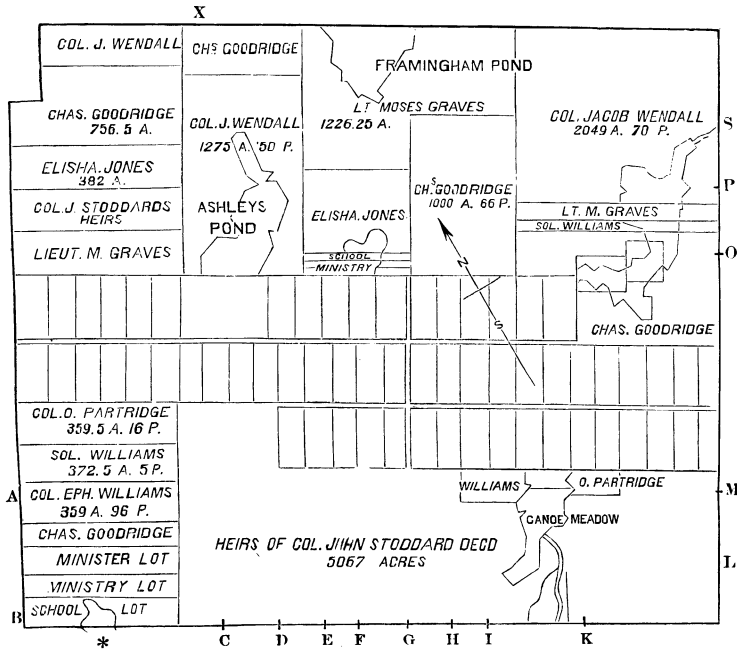 X
COL. J. WENDALL
CHS GOODRIDGE
FRAMINGHAM POND
LT MOSES GRAVES
1226.25 A.
CHAS. GOODRIDGE
756.5 A.
COL. J. WENDALL
1275 A. 50 P.
COL. JACOB WENDALL
2049 A. 70 P.
S
ELISHA. JONES
382 A.
CHS. GOODRIDGE
1000 A. 66 P.
P
COL. J. STODDARDS
HEIRS
ASHLEYS
POND
ELISHA. JONES
LT. M. GRAVES
SOL. WILLIAMS
LIEUT. M. GRAVES
SCHOOL
MINISTRY
O
N
S
CHAS. GOODRIDGE
COL. O. PARTRIDGE
359.5 A. 16 P.
SOL. WILLIAMS
372.5 A. 5 P.
A
COL. EPH. WILLIAMS
359 A. 96 P.
WILLIAMS
O. PARTRIDGE
M
CHAS. GOODRIDGE
CANOE MEADOW
MINISTER LOT
HEIRS OF COL. JUHN STODDARD DECD
5067 ACRES
L
MINISTRY LOT
B
SCHOOL LOT
* C D E F G H I K